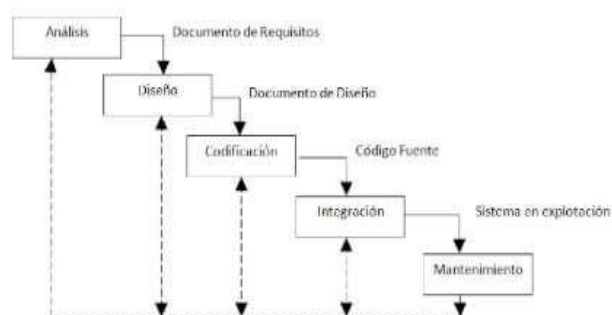 Análisis
Documento de Requisitos
Diseño
Documento de Diseño
Codificación
Código Fuente
Integración
Sistema en explotación
Mantenimiento